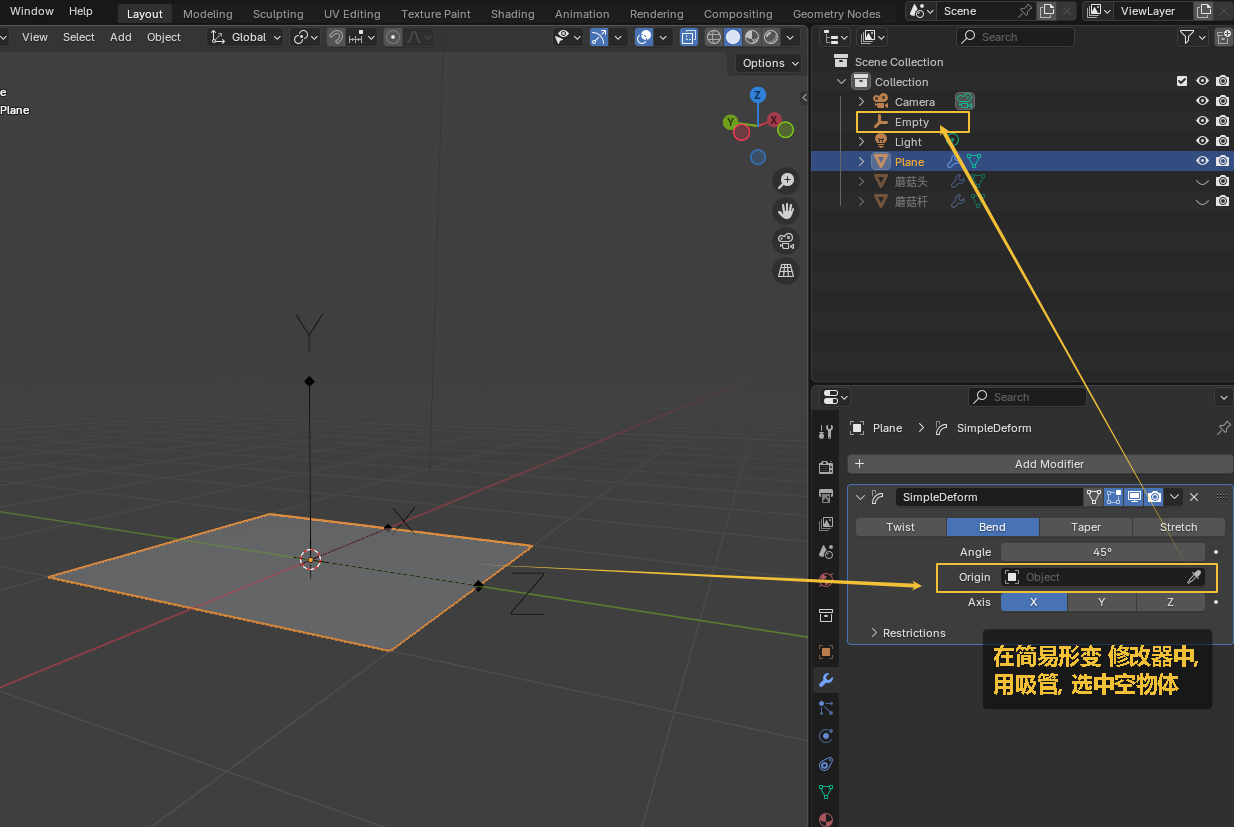 Window Help Layout Modeling Sculpting UV Editing Texture Paint Shading Animation Rendering Compositing Geometry Nodes Scene ViewLayer
View Select Add Object Global Search
Options
Scene Collection
Collection
e
Plane
Camera
Empty
Light
Plane
蘑菇头
蘑菇杆
Z
Y X
Y
X
Z
Search
Plane SimpleDeform
Add Modifier
SimpleDeform
Twist Bend Taper Stretch
Angle 45°
Origin Object
Axis X Y Z
Restrictions
在简易形变 修改器中,
用吸管, 选中空物体